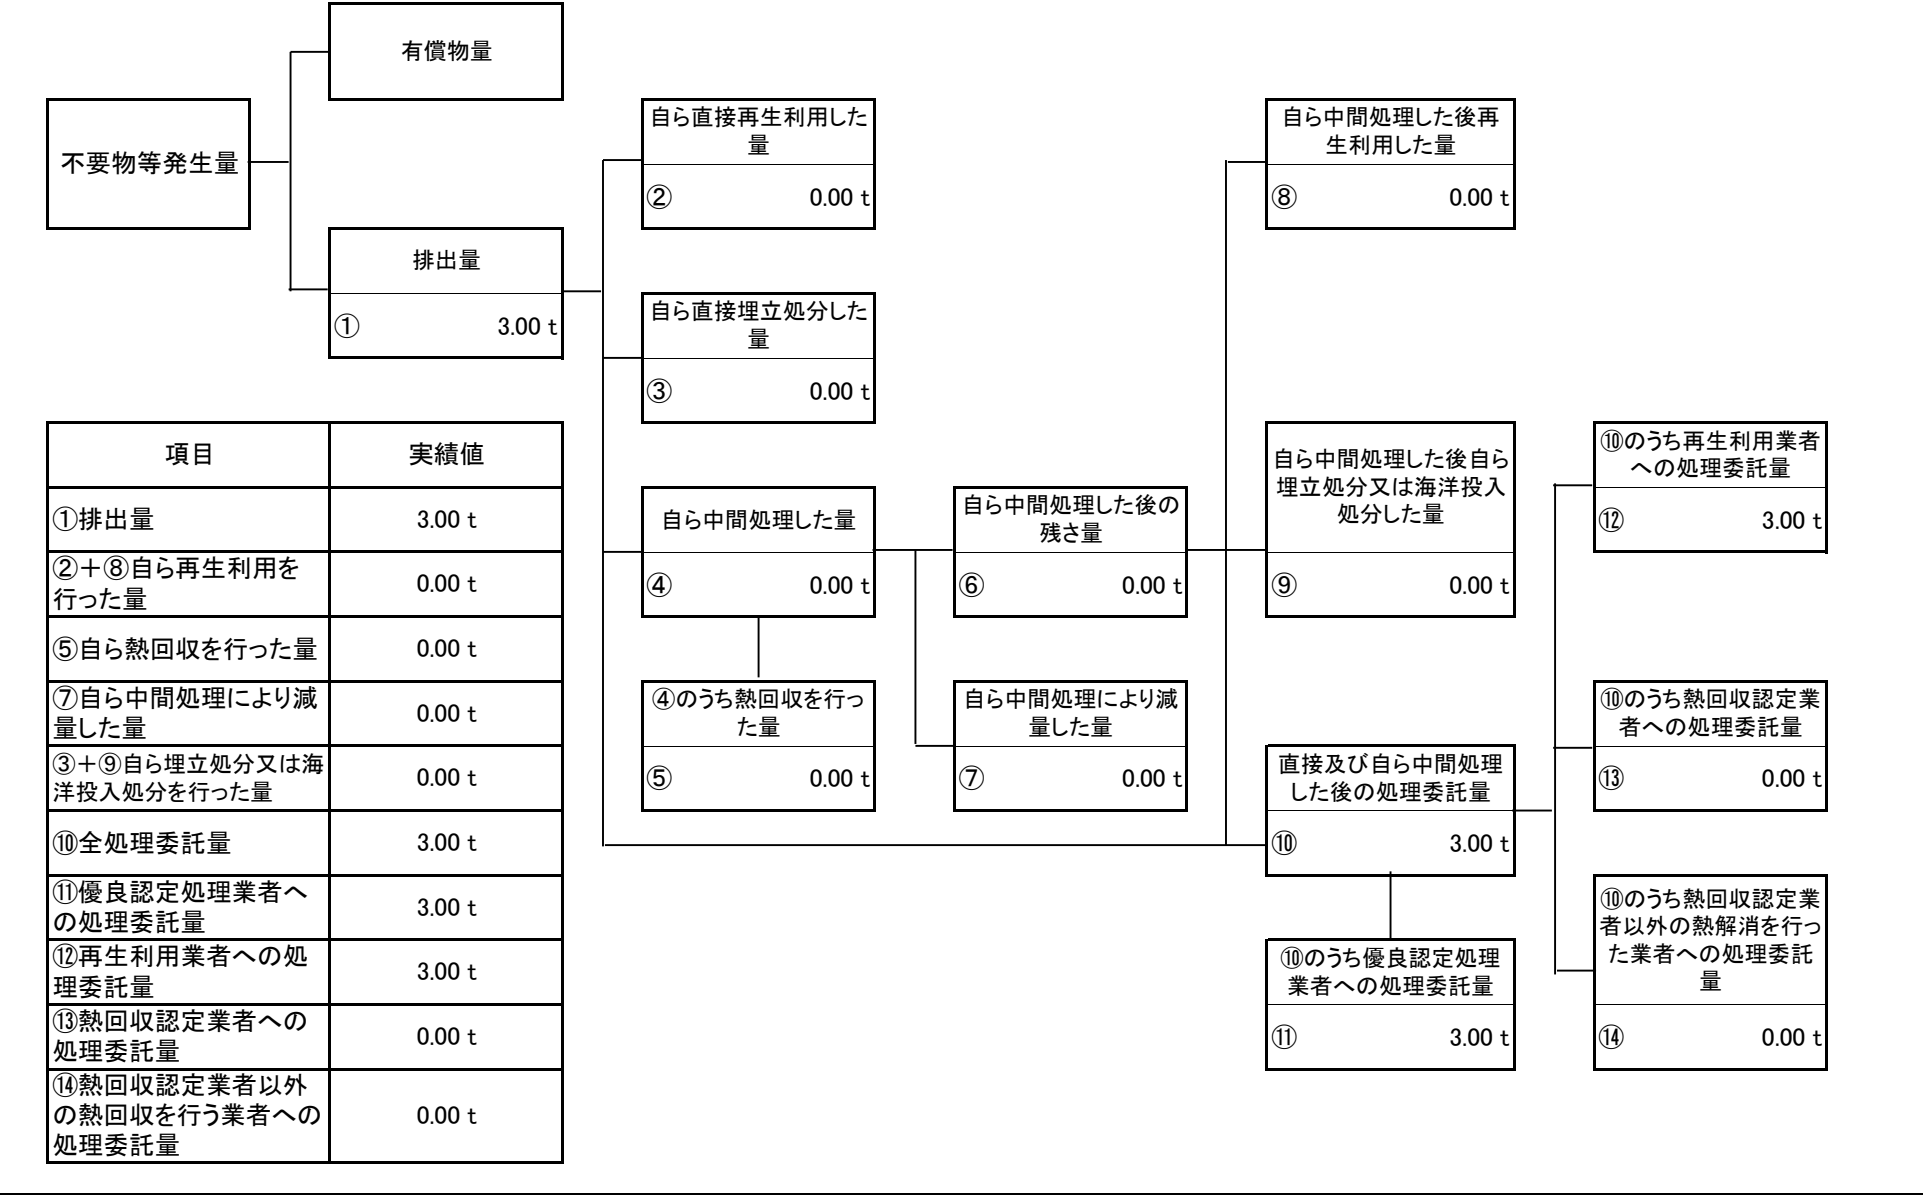 有償物量
不要物等発生量
排出量
① 3.00 t
自ら直接再生利用した
量
② 0.00 t
自ら直接埋立処分した
量
③ 0.00 t
自ら中間処理した量
④ 0.00 t
④のうち熱回収を行っ
た量
⑤ 0.00 t
自ら中間処理した後の
残さ量
⑥ 0.00 t
自ら中間処理により減
量した量
⑦ 0.00 t
自ら中間処理した後再
生利用した量
⑧ 0.00 t
自ら中間処理した後自ら
埋立処分又は海洋投入
処分した量
⑨ 0.00 t
直接及び自ら中間処理
した後の処理委託量
⑩ 3.00 t
⑩のうち優良認定処理
業者への処理委託量
⑪ 3.00 t
⑩のうち再生利用業者
への処理委託量
⑫ 3.00 t
⑩のうち熱回収認定業
者への処理委託量
⑬ 0.00 t
⑩のうち熱回収認定業
者以外の熱解消を行っ
た業者への処理委託
量
⑭ 0.00 t
項目 実績値
①排出量 3.00 t
②＋⑧自ら再生利用を
行った量 0.00 t
⑤自ら熱回収を行った量 0.00 t
⑦自ら中間処理により減
量した量 0.00 t
③＋⑨自ら埋立処分又は海
洋投入処分を行った量 0.00 t
⑩全処理委託量 3.00 t
⑪優良認定処理業者へ
の処理委託量 3.00 t
⑫再生利用業者への処
理委託量 3.00 t
⑬熱回収認定業者への
処理委託量 0.00 t
⑭熱回収認定業者以外
の熱回収を行う業者への
処理委託量 0.00 t